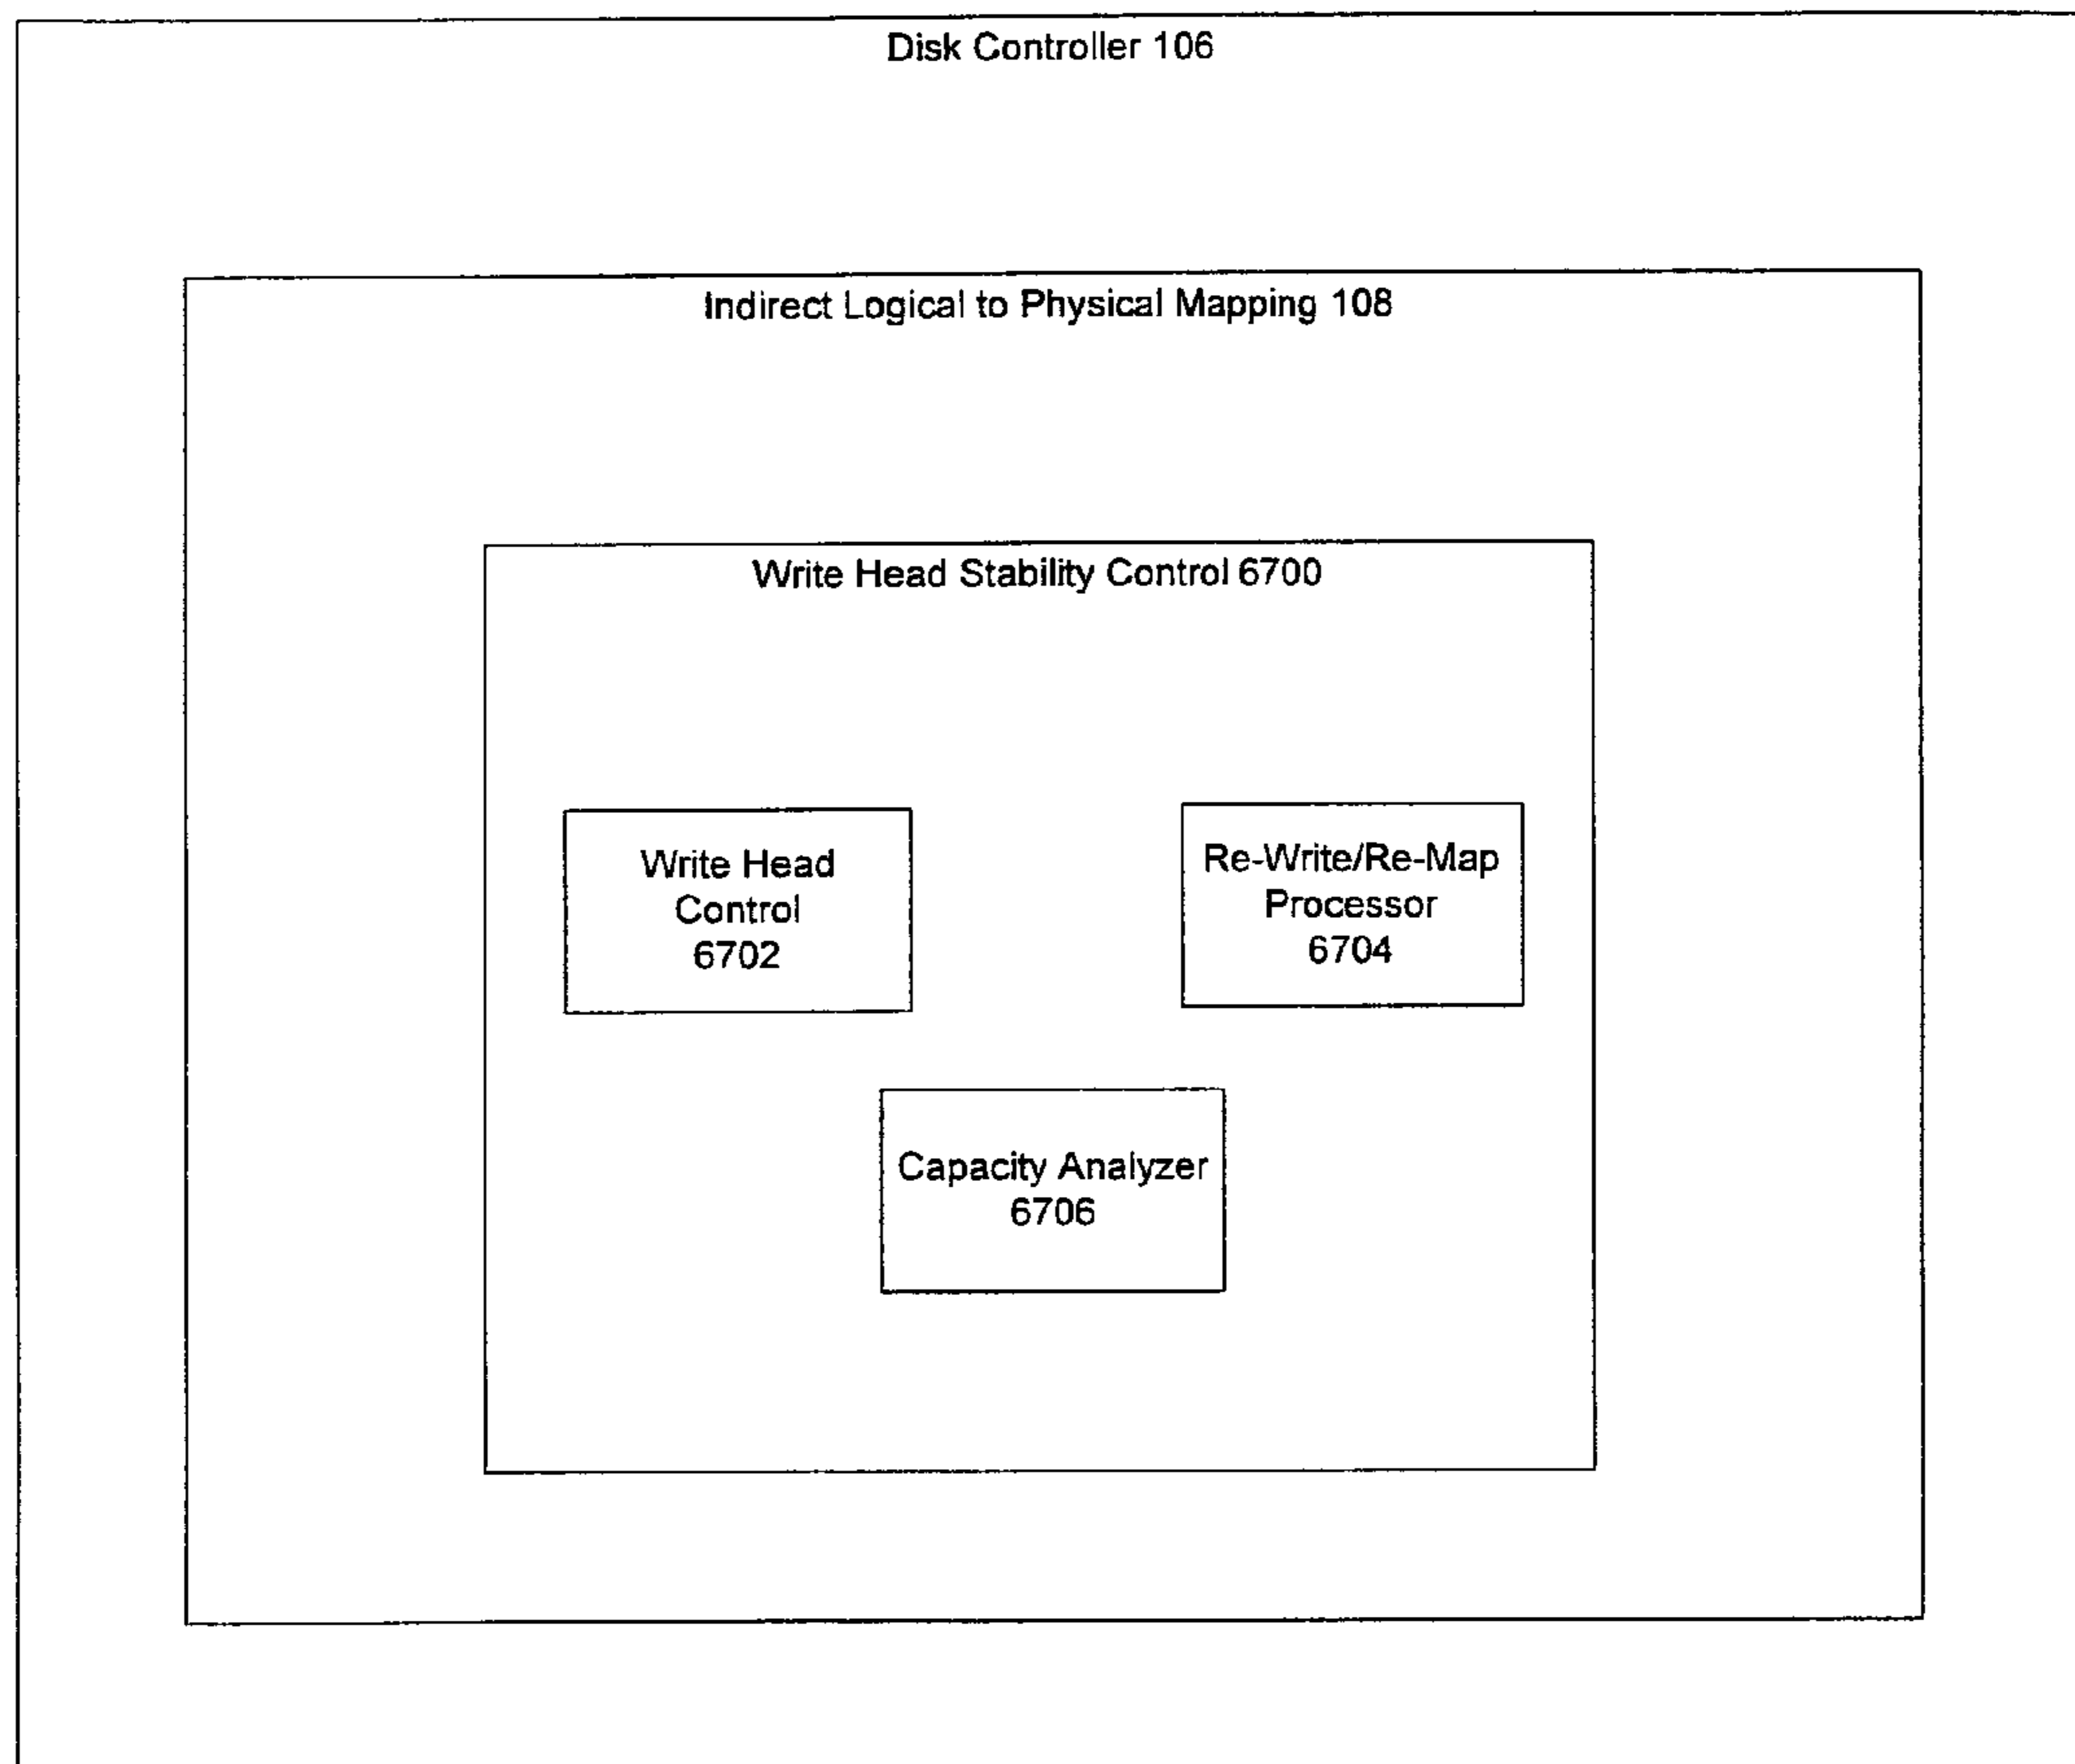 Disk Controller 106
Indirect Logical to Physical Mapping 108
Write Head Stability Control 6700
Write Head
Control
6702
Re-Write/Re-Map
Processor
6704
Capacity Analyzer
6706